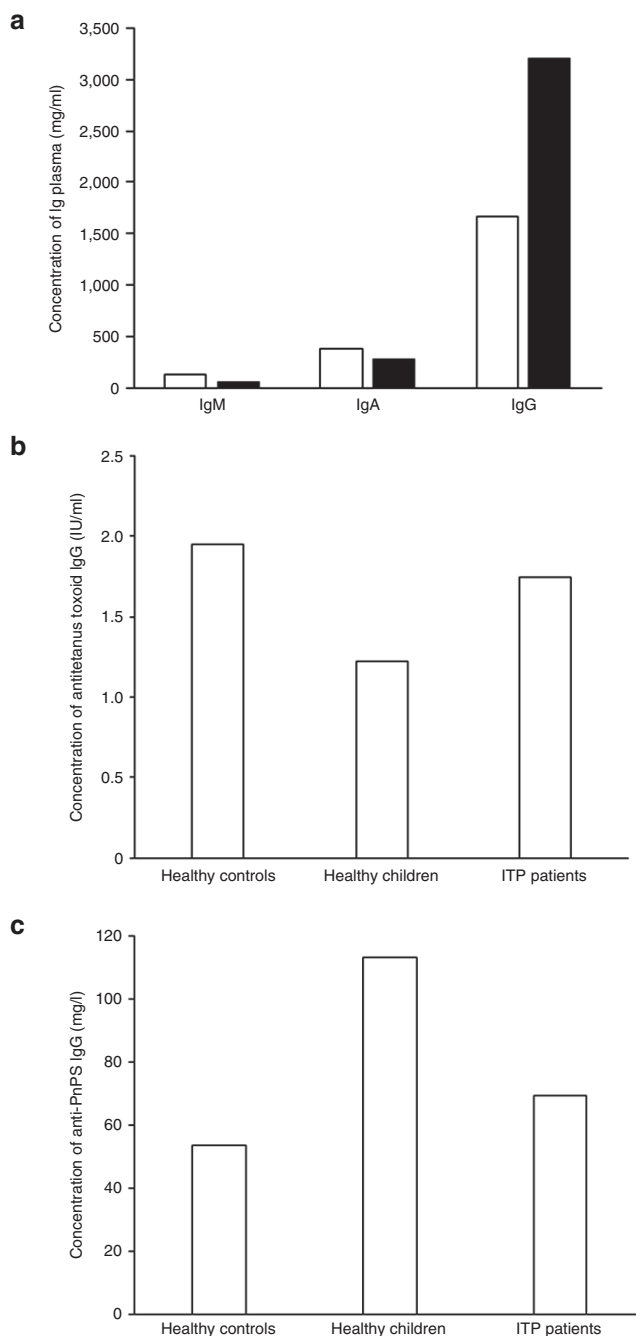 a
Concentration of Ig plasma (mg/ml)
3,500
3,000
2,500
2,000
1,500
1,000
500
0
IgM IgA IgG
b
Concentration of antitetanus toxoid IgG (IU/ml)
2.5
2.0
1.5
1.0
0.5
0
Healthy controls Healthy children ITP patients
c
Concentration of anti-PnPS IgG (mg/l)
120
100
80
60
40
20
0
Healthy controls Healthy children ITP patients